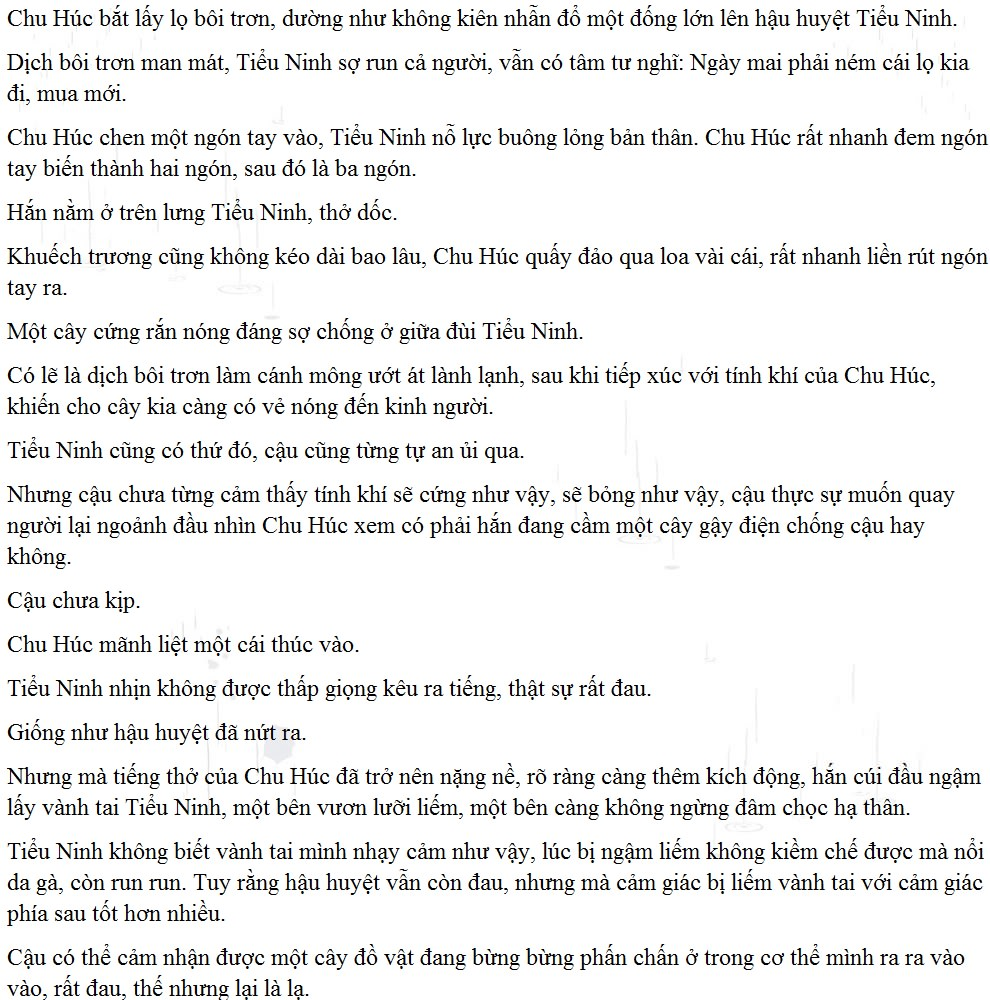 Chu Húc bắt lấy lọ bôi trơn, dường như không kiên nhẫn đổ một đống lớn lên hậu huyệt Tiểu Ninh.
Dịch bôi trơn man mát, Tiểu Ninh sợ run cả người, vẫn có tâm tư nghĩ: Ngày mai phải ném cái lọ kia
đi, mua mới.
Chu Húc chen một ngón tay vào, Tiểu Ninh nỗ lực buông lỏng bản thân. Chu Húc rất nhanh đem ngón
tay biến thành hai ngón, sau đó là ba ngón.
Hắn nằm ở trên lưng Tiểu Ninh, thở dốc.
Khuếch trương cũng không kéo dài bao lâu, Chu Húc quấy đảo qua loa vài cái, rất nhanh liền rút ngón
tay ra.
Một cây cứng rắn nóng đáng sợ chống ở giữa đùi Tiểu Ninh.
Có lẽ là dịch bôi trơn làm cánh mông ướt át lành lạnh, sau khi tiếp xúc với tính khí của Chu Húc,
khiến cho cây kia càng có vẻ nóng đến kinh người.
Tiểu Ninh cũng có thứ đó, cậu cũng từng tự an ủi qua.
Nhưng cậu chưa từng cảm thấy tính khí sẽ cứng như vậy, sẽ bỏng như vậy, cậu thực sự muốn quay
người lại ngoảnh đầu nhìn Chu Húc xem có phải hắn đang cầm một cây gậy điện chống cậu hay
không.
Cậu chưa kịp.
Chu Húc mãnh liệt một cái thúc vào.
Tiểu Ninh nhịn không được thấp giọng kêu ra tiếng, thật sự rất đau.
Giống như hậu huyệt đã nứt ra.
Nhưng mà tiếng thở của Chu Húc đã trở nên nặng nề, rõ ràng càng thêm kích động, hắn cúi đầu ngậm
lấy vành tai Tiểu Ninh, một bên vươn lưỡi liếm, một bên càng không ngừng đâm chọc hạ thân.
Tiểu Ninh không biết vành tai mình nhạy cảm như vậy, lúc bị ngậm liếm không kiềm chế được mà nổi
da gà, còn run run. Tuy rằng hậu huyệt vẫn còn đau, nhưng mà cảm giác bị liếm vành tai với cảm giác
phía sau tốt hơn nhiều.
Cậu có thể cảm nhận được một cây đồ vật đang bừng bừng phấn chấn ở trong cơ thể mình ra ra vào
vào, rất đau, thế nhưng lại là lạ.